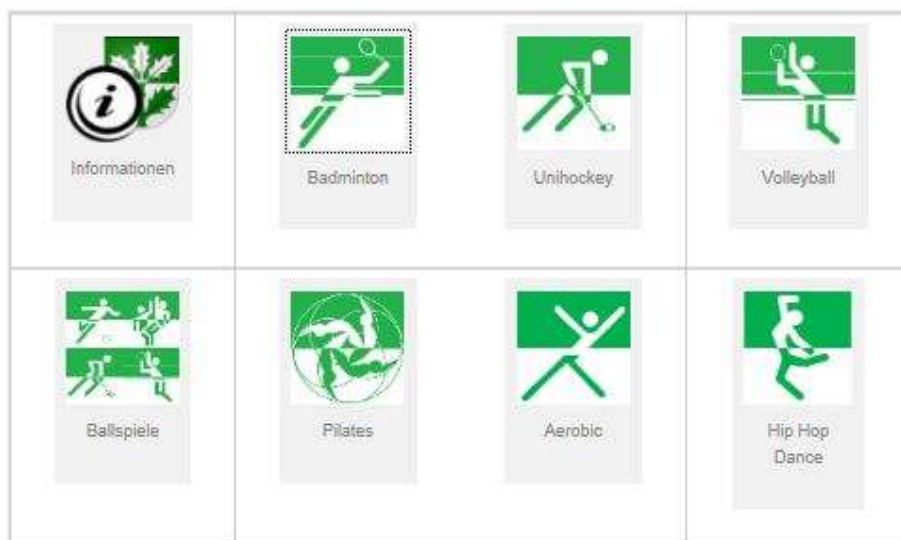 i
Informationen
Badminton
Unihockey
Volleyball
Ballspiele
Pilates
Aerobic
Hip Hop
Dance